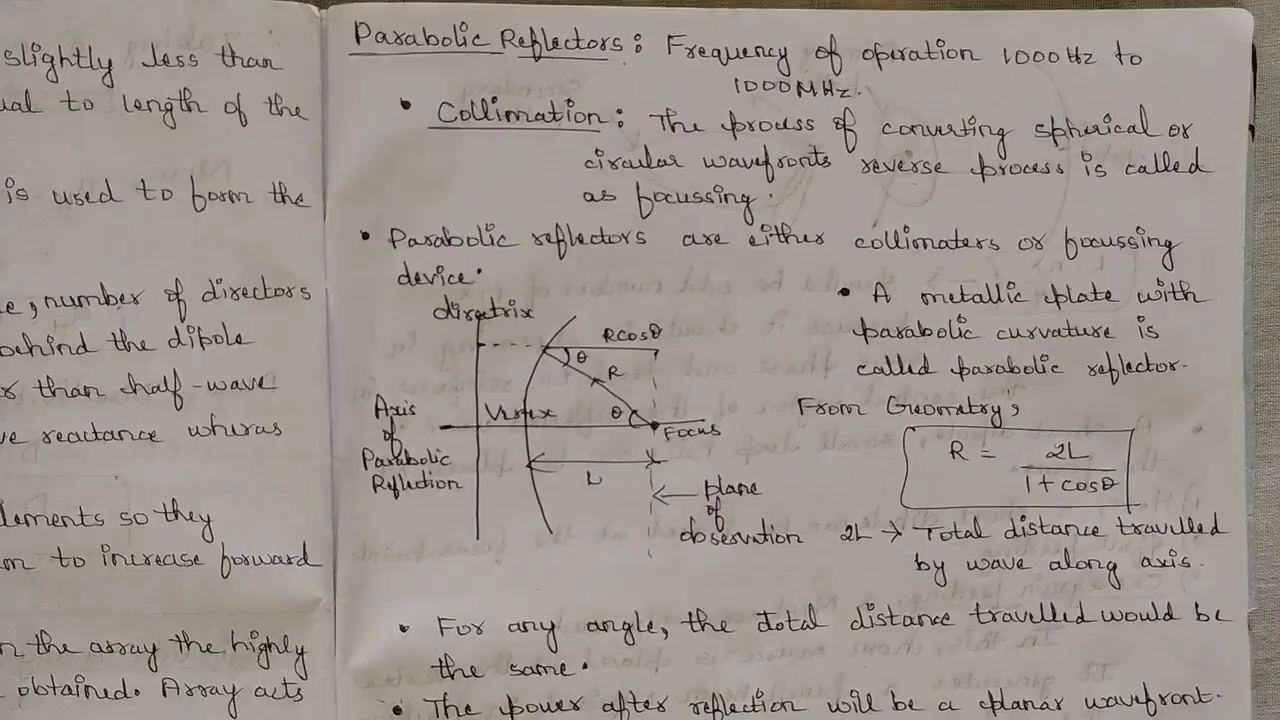 slightly less than
ual to length of the
is used to form the
e, number of directors
behind the dipole
r than half-wave
ve reactance wheras
lements so they
m to increase forward
n the array the highly
obtained. Array acts
Parabolic Reflectors: Frequency of operation 1000Hz to
1000MHz.
• Collimation: The process of converting spherical or
circular wavefronts reverse process is called
as focussing.
• Parabolic reflectors are either collimaters or focussing
device.
directrix
RCosθ
θ
R
Axis
of
Parabolic
Reflection
Vertex
θ
Focus
L
plane
of
observation
• A metallic plate with
parabolic curvature is
called parabolic reflector.
From Geometry,
R = 2L / 1 + cosθ
2L → Total distance travelled
by wave along axis.
• For any angle, the total distance travelled would be
the same.
• The power after reflection will be a planar wavefront.